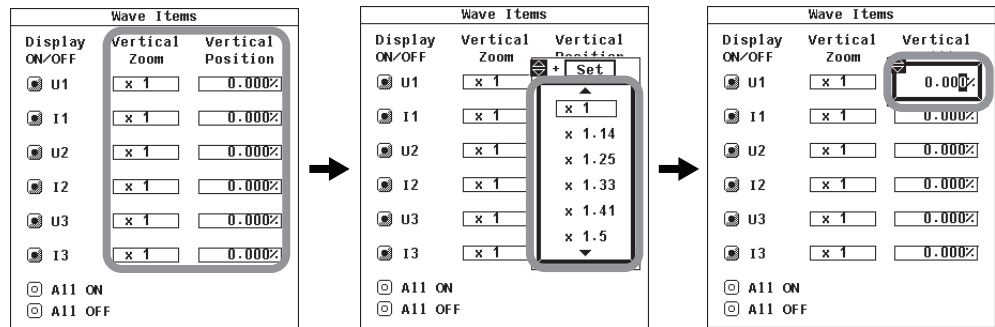 Wave Items
Display Vertical Vertical
ON/OFF Zoom Position
U1 x 1 0.000%
I1 x 1 0.000%
U2 x 1 0.000%
I2 x 1 0.000%
U3 x 1 0.000%
I3 x 1 0.000%
All ON
All OFF
Wave Items
Display Vertical Vertical
ON/OFF Zoom Position
+ Set
U1 x 1
I1 x 1
U2 x 1
I2 x 1
U3 x 1
I3 x 1
x 1
x 1.14
x 1.25
x 1.33
x 1.41
x 1.5
All ON
All OFF
Wave Items
Display Vertical Vertical
ON/OFF Zoom
U1 x 1 0.000%
I1 x 1 0.000%
U2 x 1 0.000%
I2 x 1 0.000%
U3 x 1 0.000%
I3 x 1 0.000%
All ON
All OFF